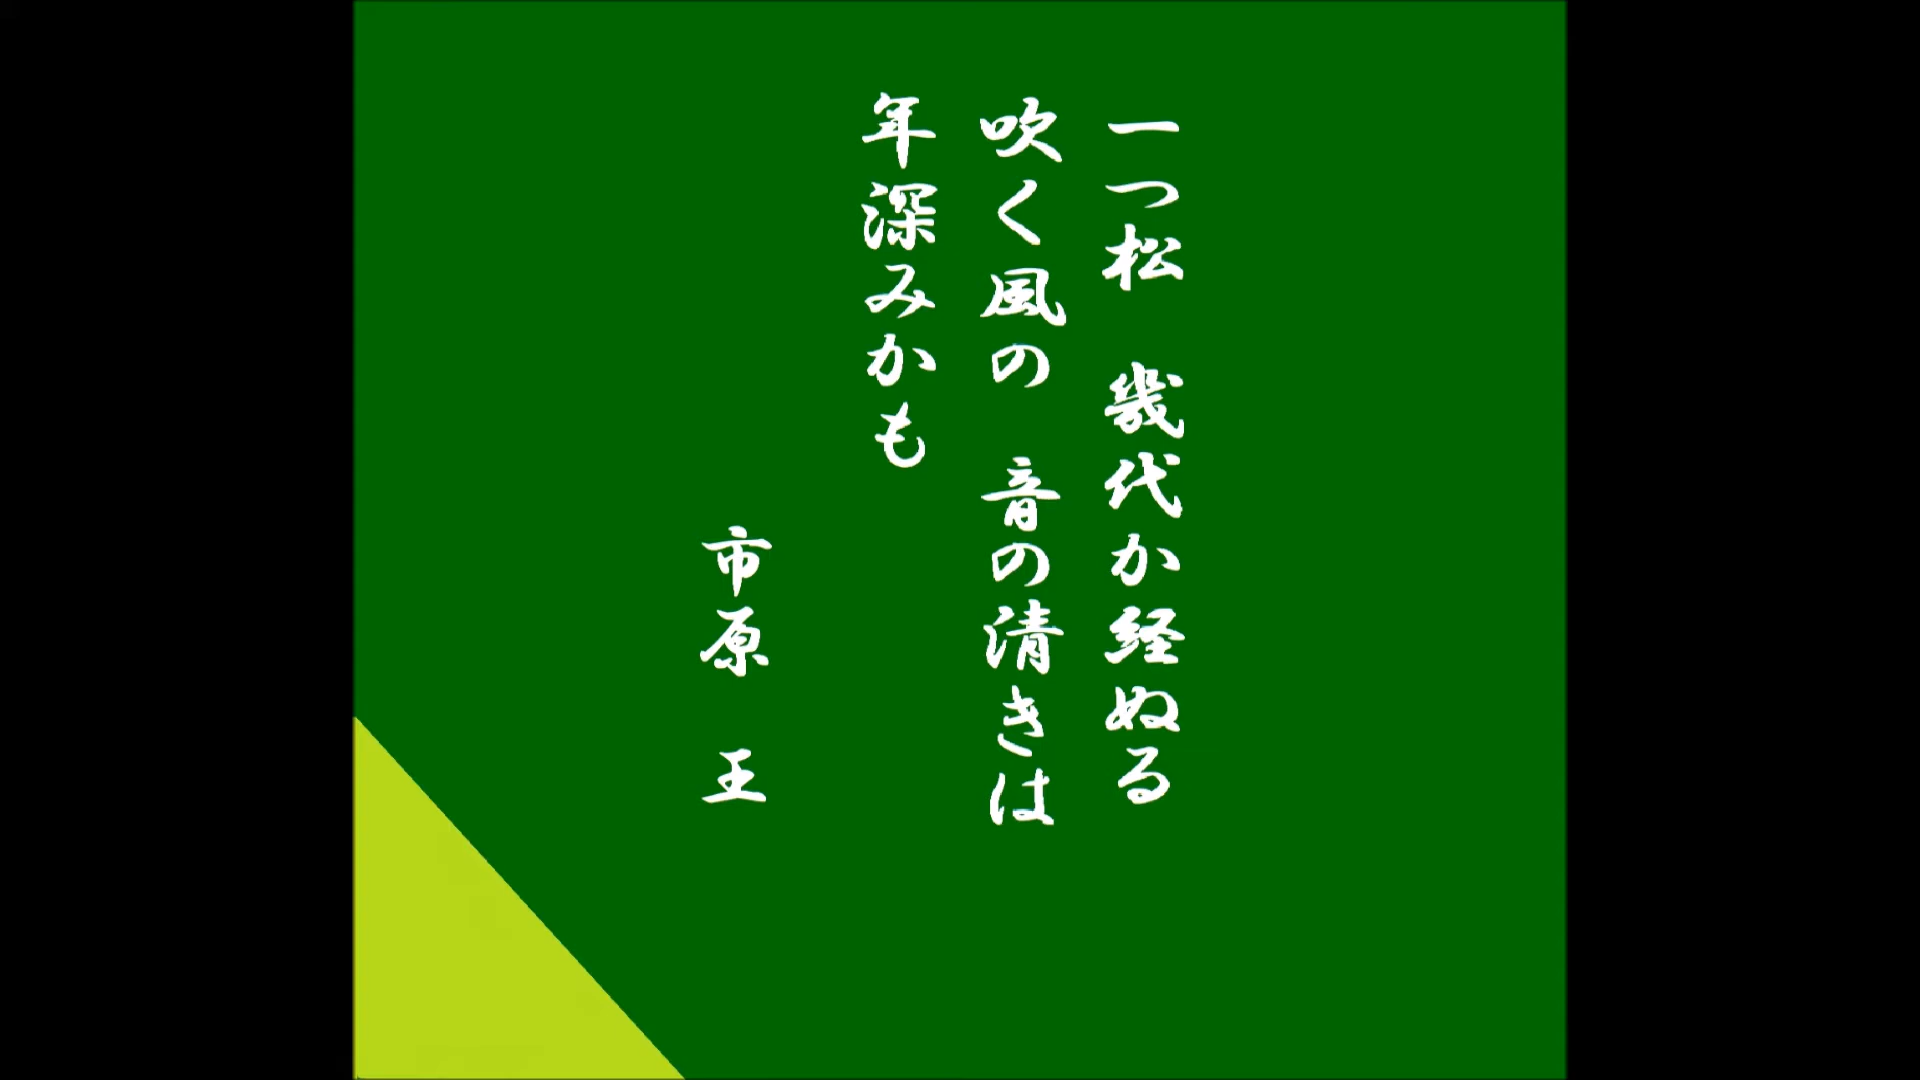 一つ松　幾代か経ぬる
吹く風の　音の清きは
年深みかも
市原　王